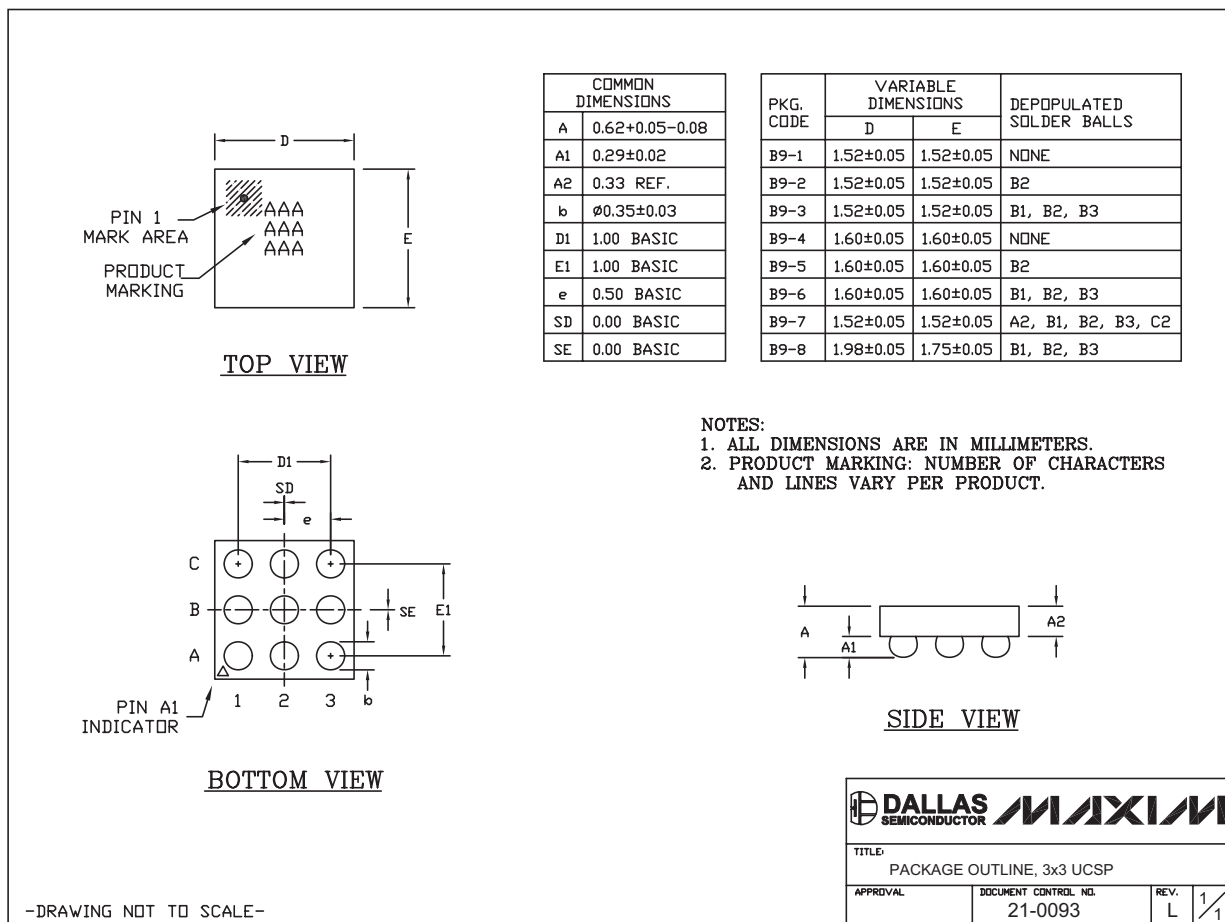 D
PIN 1
MARK AREA
AAA
AAA
AAA
E
PRODUCT
MARKING
TOP VIEW
COMMON
DIMENSIONS
A 0.62+0.05-0.08
A1 0.29±0.02
A2 0.33 REF.
b ø0.35±0.03
D1 1.00 BASIC
E1 1.00 BASIC
e 0.50 BASIC
SD 0.00 BASIC
SE 0.00 BASIC
PKG. CODE VARIABLE DIMENSIONS DEPOPULATED SOLDER BALLS
D E
B9-1 1.52±0.05 1.52±0.05 NONE
B9-2 1.52±0.05 1.52±0.05 B2
B9-3 1.52±0.05 1.52±0.05 B1, B2, B3
B9-4 1.60±0.05 1.60±0.05 NONE
B9-5 1.60±0.05 1.60±0.05 B2
B9-6 1.60±0.05 1.60±0.05 B1, B2, B3
B9-7 1.52±0.05 1.52±0.05 A2, B1, B2, B3, C2
B9-8 1.98±0.05 1.75±0.05 B1, B2, B3
NOTES:
1. ALL DIMENSIONS ARE IN MILLIMETERS.
2. PRODUCT MARKING: NUMBER OF CHARACTERS
AND LINES VARY PER PRODUCT.
D1
SD
e
C
B
SE
E1
A
1 2 3 b
PIN A1
INDICATOR
BOTTOM VIEW
A
A1
A2
SIDE VIEW
DALLAS
SEMICONDUCTOR
MAXIM
TITLE:
PACKAGE OUTLINE, 3x3 UCSP
APPROVAL DOCUMENT CONTROL NO. REV.
21-0093 L 1/1
-DRAWING NOT TO SCALE-